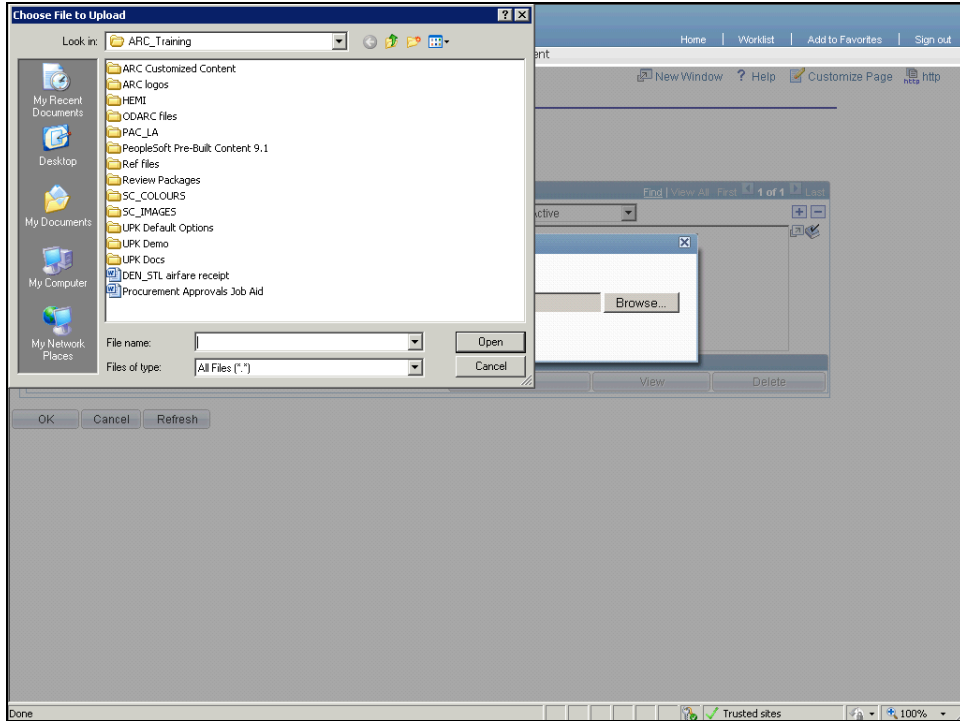 Choose File to Upload
Look in: ARC_Training
My Recent Documents
Desktop
My Documents
My Computer
My Network Places
ARC Customized Content
ARC logos
HEMI
ODARC files
PAC_LA
PeopleSoft Pre-Built Content 9.1
Ref files
Review Packages
SC_COLOURS
SC_IMAGES
UPK Default Options
UPK Demo
UPK Docs
DEN_STL airfare receipt
Procurement Approvals Job Aid
File name:
Open
Files of type: All Files (*.*)
Cancel
Home | Worklist | Add to Favorites | Sign out
ent
New Window ? Help Customize Page http
Find | View All First 1 of 1 Last
Active
Browse...
View Delete
OK Cancel Refresh
Done
Trusted sites
100%